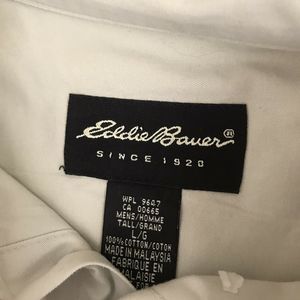 Eddie Bauer®
SINCE 1920
WPL 9607
CA 00665
MENS/HOMME
TALL/GRAND
L/G
100% COTTON/COTON
MADE IN MALAYSIA
FABRIQUE EN
MALAISIE